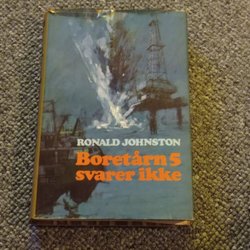 RONALD JOHNSTON
Boretårn 5
svarer ikke